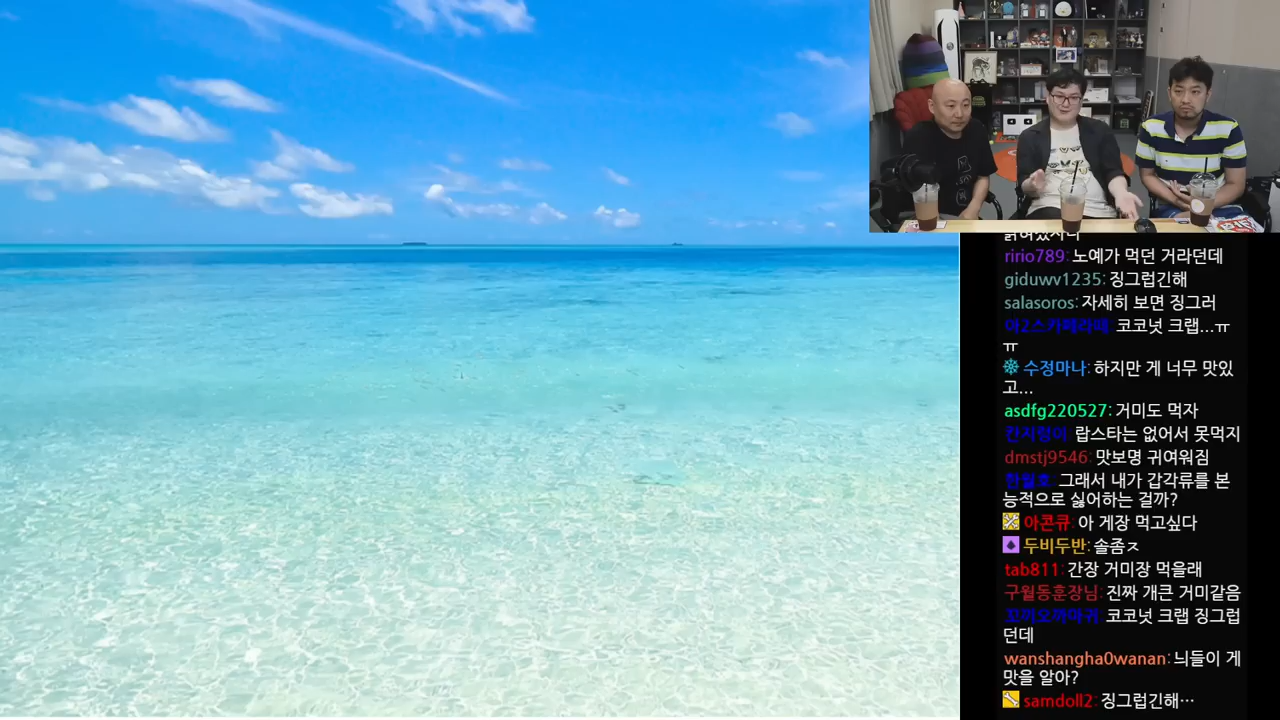 ririo789: 노예가 먹던 거라던데
giduwv1235: 징그럽긴해
salasoros: 자세히 보면 징그러
아2스카페라떼: 코코넛 크랩...ㅠ
ㅠ
수정마나: 하지만 게 너무 맛있
고...
asdfg220527: 거미도 먹자
랍스타는 없어서 못먹지
dmstj9546: 맛보명 귀여워짐
한월호: 그래서 내가 갑각류를 본
능적으로 싫어하는 걸까?
아콘큐: 아 게장 먹고싶다
두비두반: 솔좀ㅈ
tab811: 간장 거미장 먹을래
구월동훈장님: 진짜 개큰 거미같음
꼬끼오까마귀: 코코넛 크랩 징그럽
던데
wanshangha0wanan: 늬들이 게
맛을 알아?
samdoll2: 징그럽긴해…